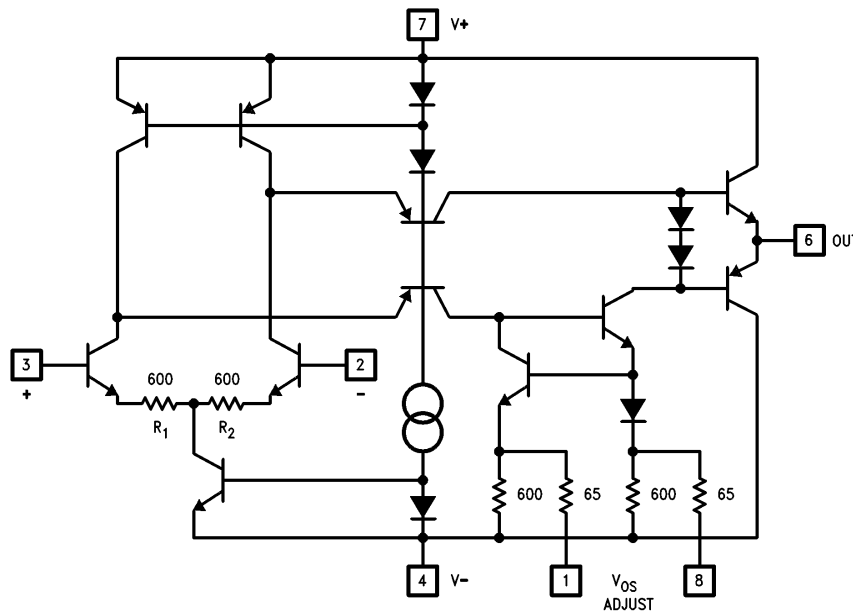 7 V+
6 OUT
3
+
2
-
600 600
R1 R2
600 65 600 65
4 V-
1 VOS ADJUST 8